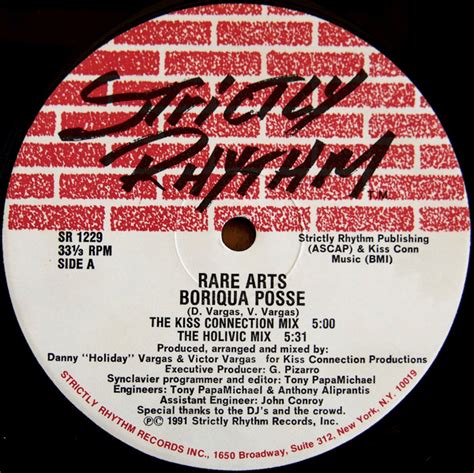 STRICTLY
RHYTHM™
SR 1229
33⅓ RPM
SIDE A
Strictly Rhythm Publishing
(ASCAP) & Kiss Conn
Music (BMI)
RARE ARTS
BORIQUA POSSE
(D. Vargas, V. Vargas)
THE KISS CONNECTION MIX 5:00
THE HOLIVIC MIX 5:31
Produced, arranged and mixed by:
Danny "Holiday" Vargas & Victor Vargas for Kiss Connection Productions
Executive Producer: G. Pizarro
Synclavier programmer and editor: Tony PapaMichael
Engineers: Tony PapaMichael & Anthony Aliprantis
Assistant Engineer: John Conroy
Special thanks to the DJ's and the crowd.
℗ © 1991 Strictly Rhythm Records, Inc.
STRICTLY RHYTHM RECORDS INC., 1650 Broadway, Suite 312, New York, N.Y. 10019